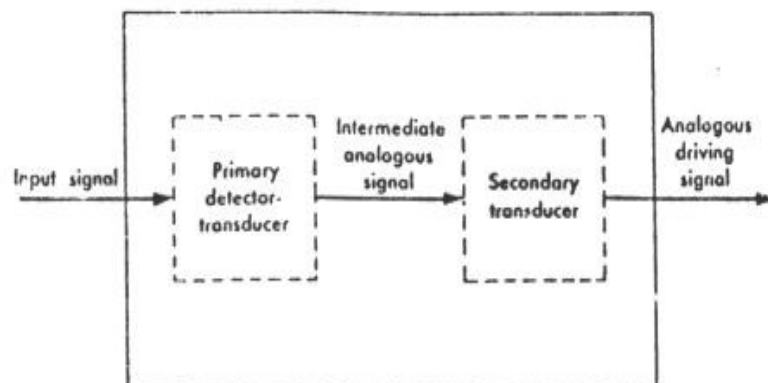 Input signal
Primary
detector-
transducer
Intermediate
analogous
signal
Secondary
transducer
Analogous
driving
signal